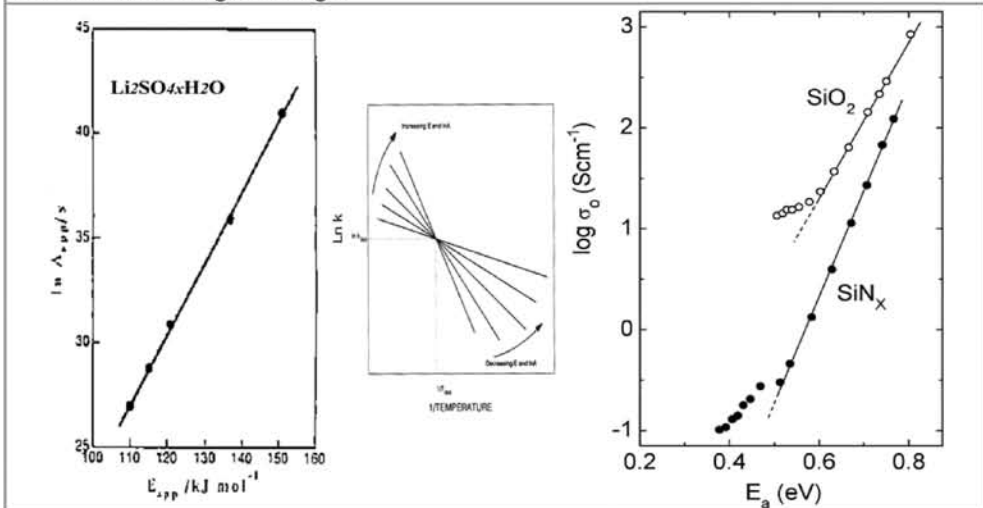 45
40
35
30
25
100 110 120 130 140 150 160
Li2SO4xH2O
ln A app/s
E app /kJ mol⁻¹
Increasing E and lnA
Ln k
Decreasing E and lnA
1/TEMPERATURE
3
2
1
0
-1
0.2 0.4 0.6 0.8
log σ₀ (Scm⁻¹)
SiO₂
SiNₓ
Eₐ (eV)